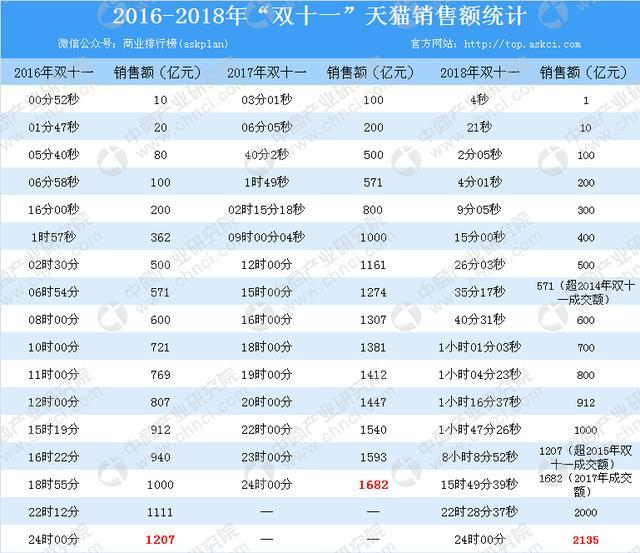 2016-2018年“双十一”天猫销售额统计
微信公众号：商业排行榜(askplan) 官方网站：http://top.askci.com
2016年双十一 销售额（亿元） 2017年双十一 销售额（亿元） 2018年双十一 销售额（亿元）
00分52秒 10 03分01秒 100 4秒 1
01分47秒 20 06分05秒 200 21秒 10
05分40秒 80 40分2秒 500 2分05秒 100
06分58秒 100 1时49秒 571 4分01秒 200
16分00秒 200 02时15分18秒 800 9分05秒 300
1时57秒 362 09时00分04秒 1000 15分00秒 400
02时30分 500 12时00分 1161 26分03秒 500
06时54分 571 15时00分 1274 35分17秒 571（超2014年双十一成交额）
08时00分 600 16时00分 1307 40分31秒 600
10时00分 721 18时00分 1381 1小时01分03秒 700
11时00分 769 19时00分 1412 1小时04分23秒 800
12时00分 807 20时00分 1447 1小时16分37秒 912
15时19分 912 22时00分 1540 1小时47分26秒 1000
16时22分 940 23时00分 1593 8小时8分52秒 1207（超2015年双十一成交额）
18时55分 1000 24时00分 1682 15时49分39秒 1682（2017年成交额）
22时12分 1111 — — 22时28分37秒 2000
24时00分 1207 — — 24时00分 2135
中商产业研究院
www.chnci.com